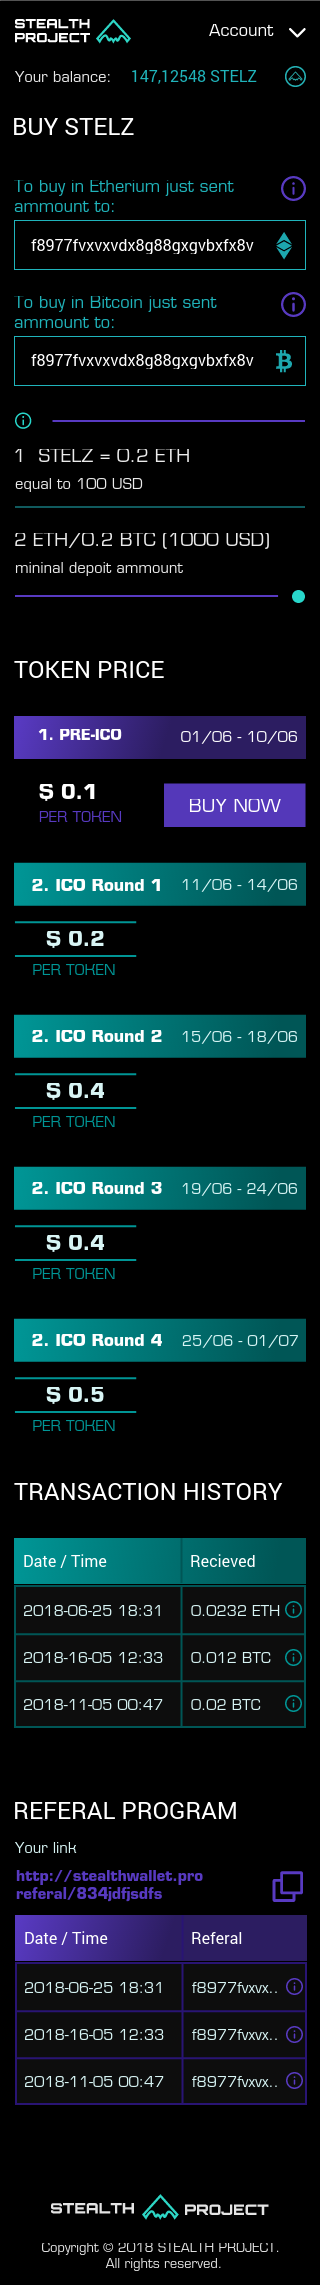 STEALTH
PROJECT
Account
Your balance: 147,12548 STELZ
BUY STELZ
To buy in Etherium just sent
ammount to:
f8977fvxvxvdx8g88gxgvbxfx8v
To buy in Bitcoin just sent
ammount to:
f8977fvxvxvdx8g88gxgvbxfx8v
1 STELZ = 0.2 ETH
equal to 100 USD
2 ETH/0.2 BTC (1000 USD)
mininal depoit ammount
TOKEN PRICE
1. PRE-ICO 01/06 - 10/06
$ 0.1
PER TOKEN
BUY NOW
2. ICO Round 1 11/06 - 14/06
$ 0.2
PER TOKEN
2. ICO Round 2 15/06 - 18/06
$ 0.4
PER TOKEN
2. ICO Round 3 19/06 - 24/06
$ 0.4
PER TOKEN
2. ICO Round 4 25/06 - 01/07
$ 0.5
PER TOKEN
TRANSACTION HISTORY
Date / Time Recieved
2018-06-25 18:31 0.0232 ETH
2018-16-05 12:33 0.012 BTC
2018-11-05 00:47 0.02 BTC
REFERAL PROGRAM
Your link
http://stealthwallet.pro
referal/834jdfjsdfs
Date / Time Referal
2018-06-25 18:31 f8977fvxvx..
2018-16-05 12:33 f8977fvxvx..
2018-11-05 00:47 f8977fvxvx..
STEALTH PROJECT
Copyright © 2018 STEALTH PROJECT.
All rights reserved.